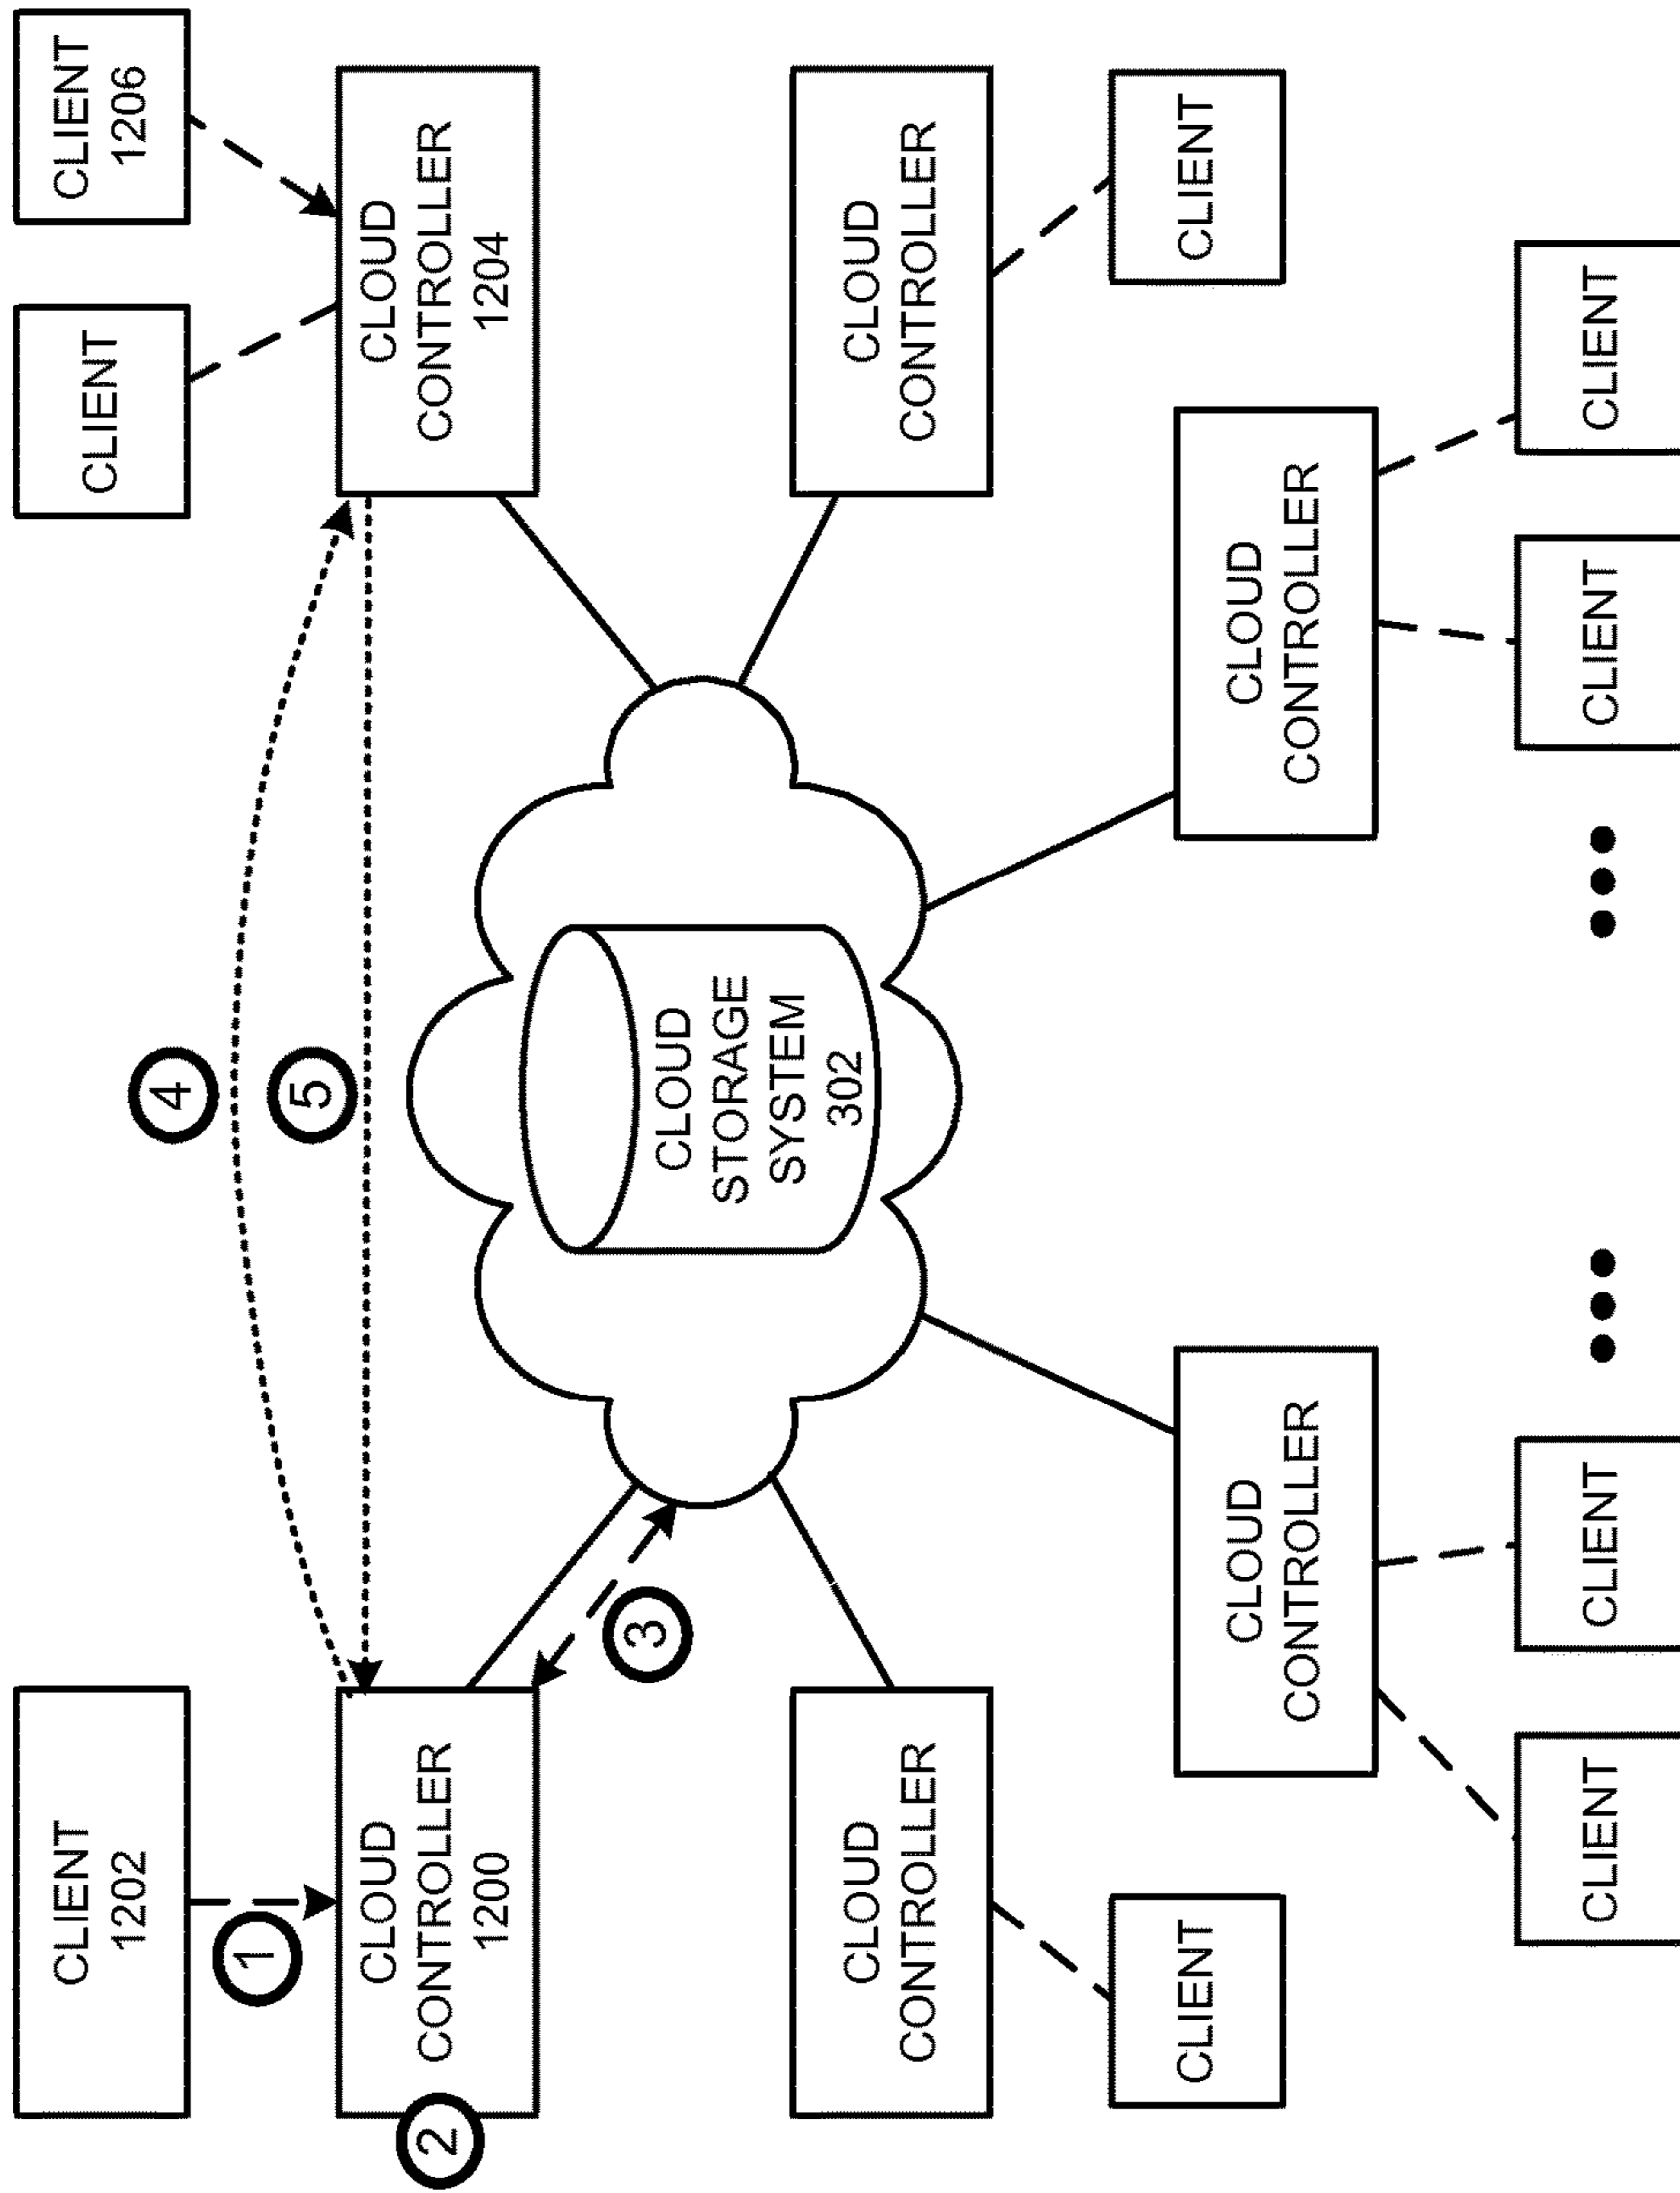 CLIENT
1202
CLIENT
CLIENT
1206
1
4
5
2
CLOUD
CONTROLLER
1200
CLOUD
CONTROLLER
1204
3
CLOUD
STORAGE
SYSTEM
302
CLOUD
CONTROLLER
CLOUD
CONTROLLER
CLIENT
CLIENT
CLOUD
CONTROLLER
CLOUD
CONTROLLER
CLIENT
CLIENT
CLIENT
CLIENT